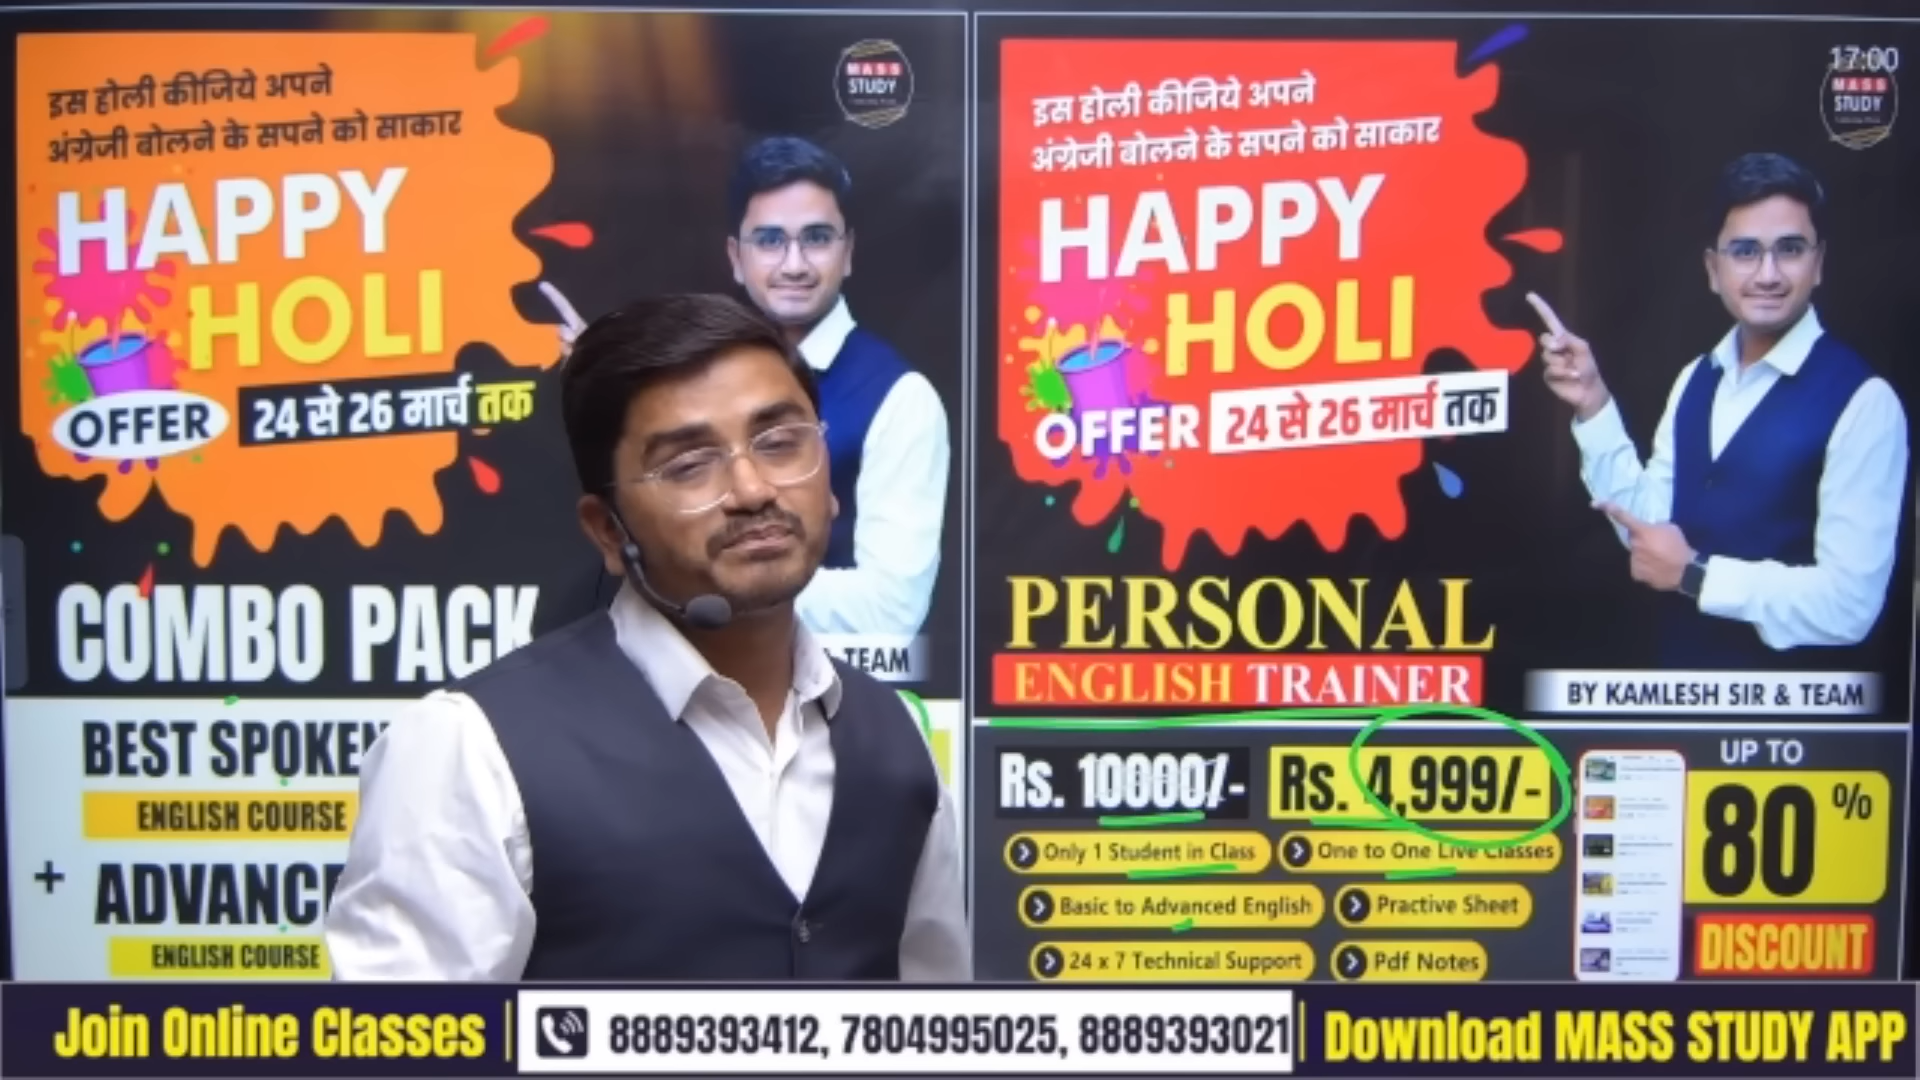 इस होली कीजिये अपने
अंग्रेजी बोलने के सपने को साकार
HAPPY
HOLI
OFFER 24 से 26 मार्च तक
MASS
STUDY
COMBO PACK
TEAM
BEST SPOKEN
ENGLISH COURSE
+ ADVANCE
ENGLISH COURSE
17:00
MASS
STUDY
इस होली कीजिये अपने
अंग्रेजी बोलने के सपने को साकार
HAPPY
HOLI
OFFER 24 से 26 मार्च तक
PERSONAL
ENGLISH TRAINER
BY KAMLESH SIR & TEAM
Rs. 10000/- Rs. 4,999/-
Only 1 Student in Class
One to One Live Classes
Basic to Advanced English
Practive Sheet
24 x 7 Technical Support
Pdf Notes
UP TO
80%
DISCOUNT
Join Online Classes 8889393412, 7804995025, 8889393021 Download MASS STUDY APP